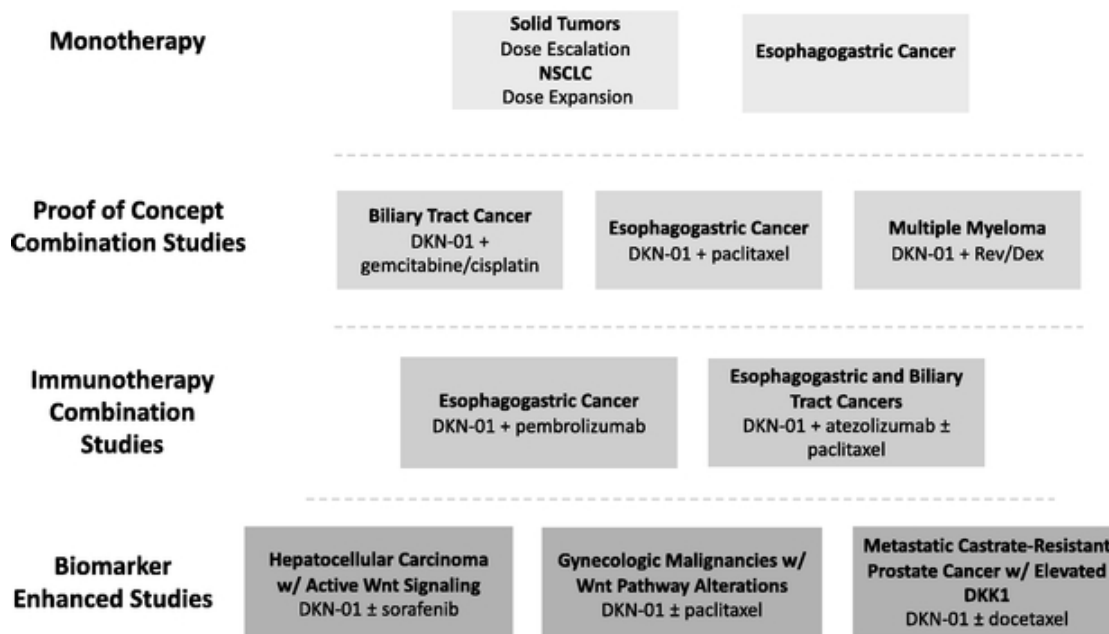 Monotherapy
Solid Tumors
Dose Escalation
NSCLC
Dose Expansion
Esophagogastric Cancer
Proof of Concept
Combination Studies
Biliary Tract Cancer
DKN-01 +
gemcitabine/cisplatin
Esophagogastric Cancer
DKN-01 + paclitaxel
Multiple Myeloma
DKN-01 + Rev/Dex
Immunotherapy
Combination
Studies
Esophagogastric Cancer
DKN-01 + pembrolizumab
Esophagogastric and Biliary
Tract Cancers
DKN-01 + atezolizumab ±
paclitaxel
Biomarker
Enhanced Studies
Hepatocellular Carcinoma
w/ Active Wnt Signaling
DKN-01 ± sorafenib
Gynecologic Malignancies w/
Wnt Pathway Alterations
DKN-01 ± paclitaxel
Metastatic Castrate-Resistant
Prostate Cancer w/ Elevated
DKK1
DKN-01 ± docetaxel